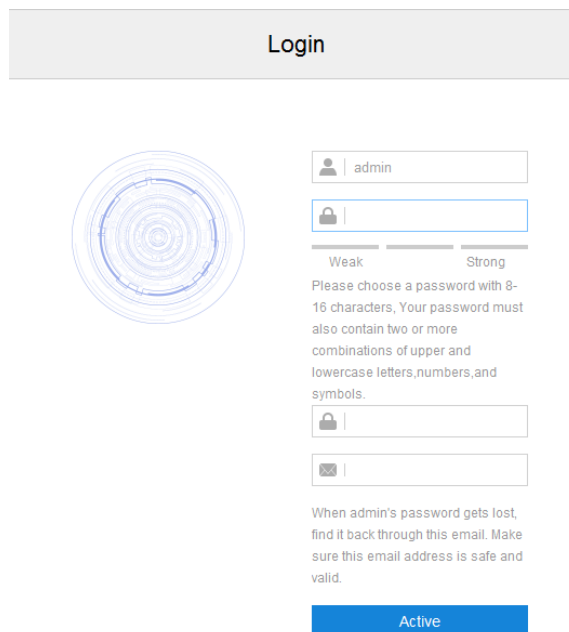 Login
admin
Weak Strong
Please choose a password with 8-
16 characters, Your password must
also contain two or more
combinations of upper and
lowercase letters,numbers,and
symbols.
When admin's password gets lost,
find it back through this email. Make
sure this email address is safe and
valid.
Active